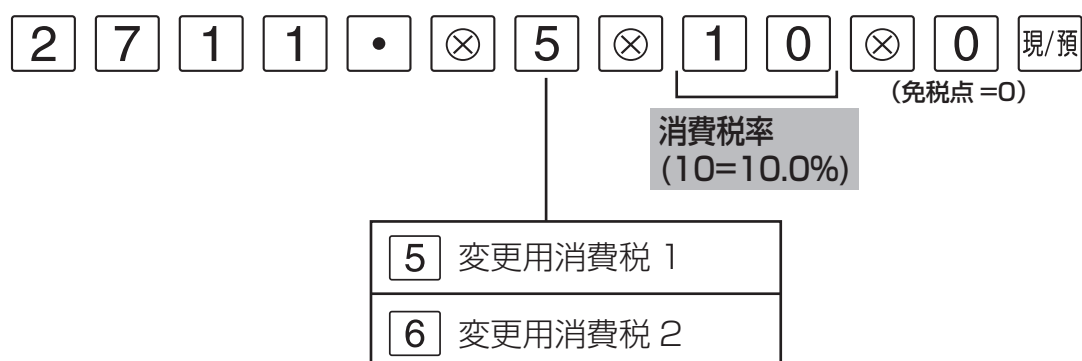 2 7 1 1 • ⊗ 5 ⊗ 1 0 ⊗ 0 現/預
(免税点=0)
消費税率
(10=10.0%)
5 変更用消費税 1
6 変更用消費税 2